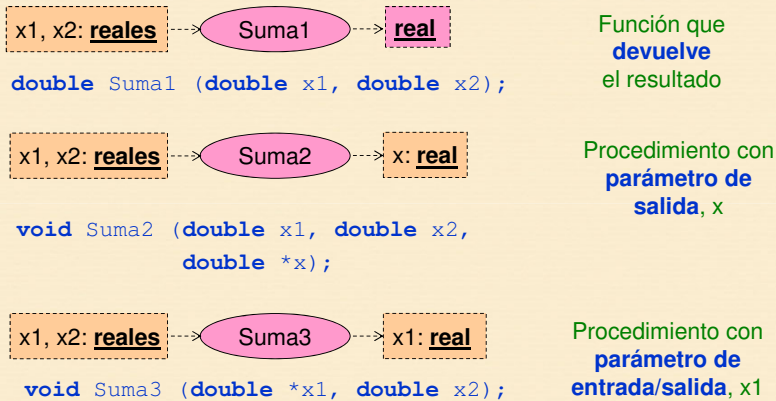 x1, x2: reales
Suma1
real
Función que
devuelve
el resultado
double Suma1 (double x1, double x2);
x1, x2: reales
Suma2
x: real
Procedimiento con
parámetro de
salida, x
void Suma2 (double x1, double x2,
double *x);
x1, x2: reales
Suma3
x1: real
Procedimiento con
parámetro de
entrada/salida, x1
void Suma3 (double *x1, double x2);